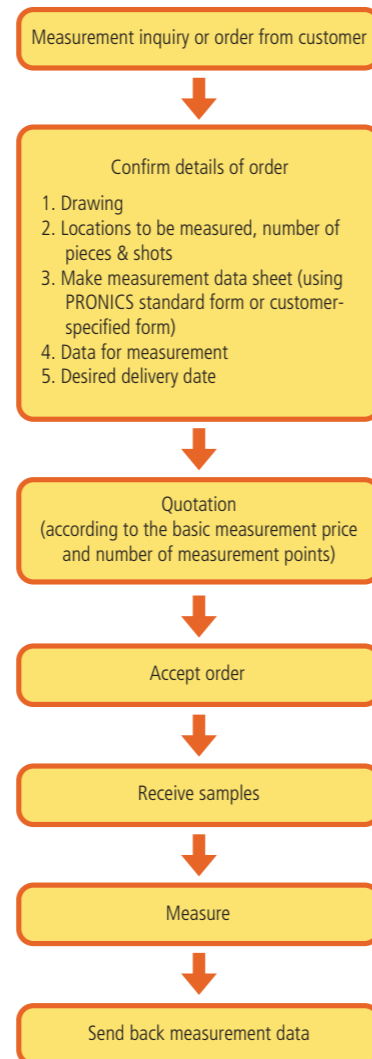 Measurement inquiry or order from customer
Confirm details of order
1. Drawing
2. Locations to be measured, number of
pieces & shots
3. Make measurement data sheet (using
PRONICS standard form or customer-
specified form)
4. Data for measurement
5. Desired delivery date
Quotation
(according to the basic measurement price
and number of measurement points)
Accept order
Receive samples
Measure
Send back measurement data